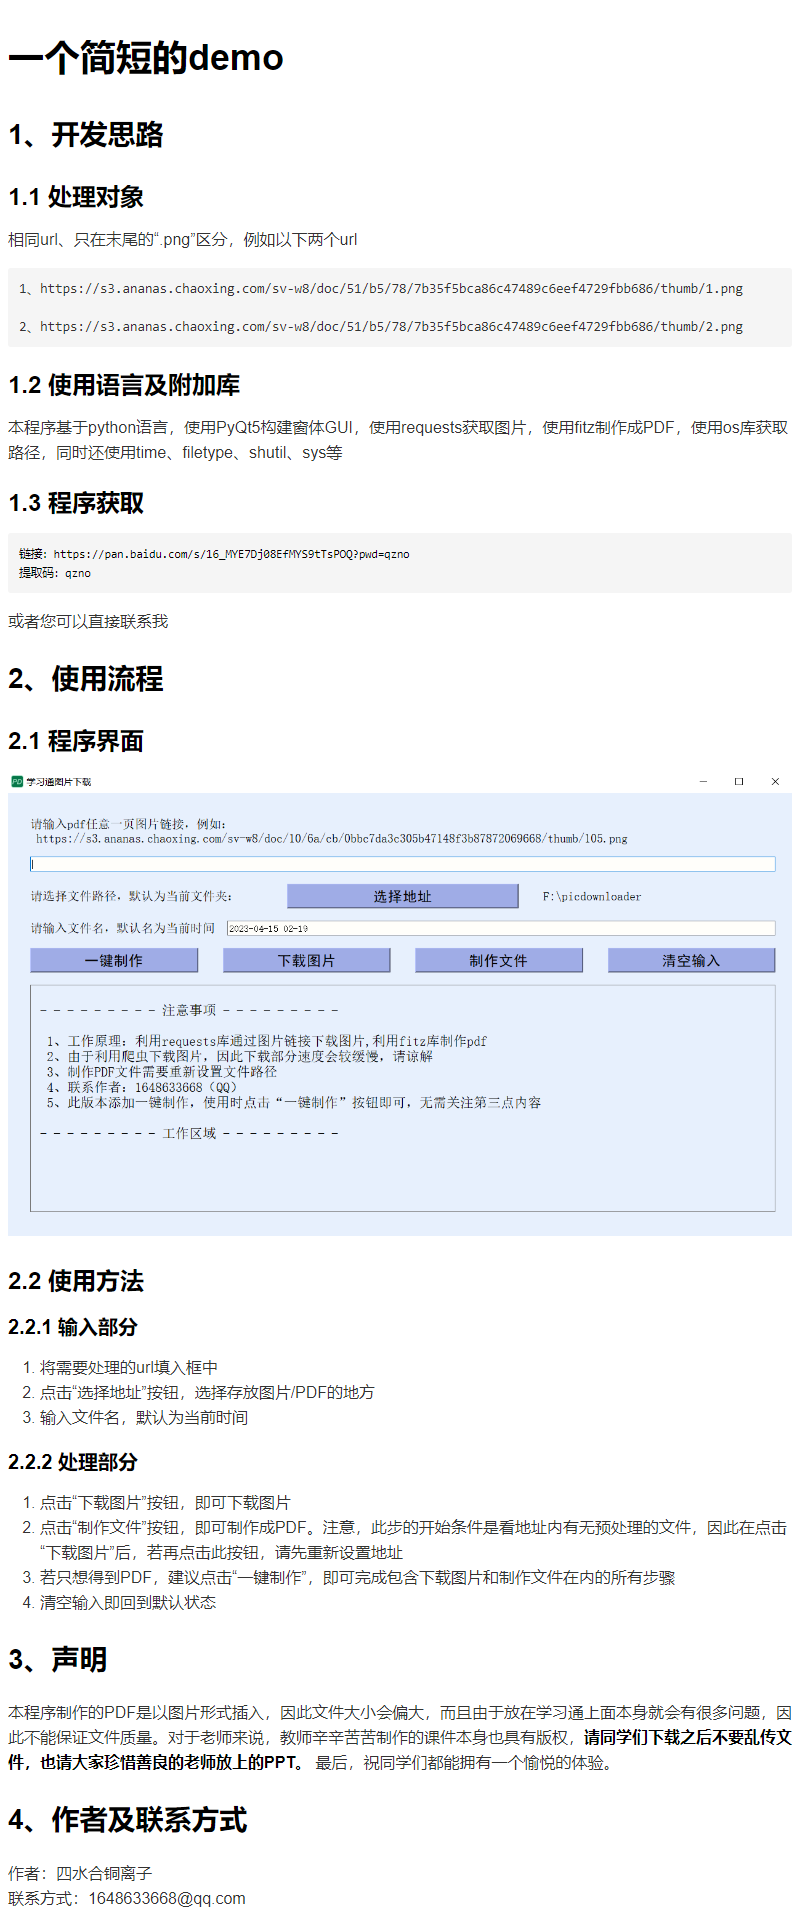 一个简短的demo
1、开发思路
1.1 处理对象
相同url、只在末尾的“.png”区分，例如以下两个url
1、https://s3.ananas.chaoxing.com/sv-w8/doc/51/b5/78/7b35f5bca86c47489c6eef4729fbb686/thumb/1.png
2、https://s3.ananas.chaoxing.com/sv-w8/doc/51/b5/78/7b35f5bca86c47489c6eef4729fbb686/thumb/2.png
1.2 使用语言及附加库
本程序基于python语言，使用PyQt5构建窗体GUI，使用requests获取图片，使用fitz制作成PDF，使用os库获取
路径，同时还使用time、filetype、shutil、sys等
1.3 程序获取
链接：https://pan.baidu.com/s/16_MYE7Dj08EfMYS9tTsPOQ?pwd=qzno
提取码：qzno
或者您可以直接联系我
2、使用流程
2.1 程序界面
PD 学习通图片下载
请输入pdf任意一页图片链接，例如：
https://s3.ananas.chaoxing.com/sv-w8/doc/10/6a/cb/0bbc7da3c305b47148f3b87872069668/thumb/105.png
请选择文件路径，默认为当前文件夹： 选择地址 F:\picdownloader
请输入文件名，默认名为当前时间 2023-04-15 02-19
一键制作 下载图片 制作文件 清空输入
- - - - - - - - - 注意事项 - - - - - - - - -
1、工作原理：利用requests库通过图片链接下载图片,利用fitz库制作pdf
2、由于利用爬虫下载图片，因此下载部分速度会较缓慢，请谅解
3、制作PDF文件需要重新设置文件路径
4、联系作者：1648633668（QQ）
5、此版本添加一键制作，使用时点击“一键制作”按钮即可，无需关注第三点内容
- - - - - - - - - 工作区域 - - - - - - - - -
2.2 使用方法
2.2.1 输入部分
1. 将需要处理的url填入框中
2. 点击“选择地址”按钮，选择存放图片/PDF的地方
3. 输入文件名，默认为当前时间
2.2.2 处理部分
1. 点击“下载图片”按钮，即可下载图片
2. 点击“制作文件”按钮，即可制作成PDF。注意，此步的开始条件是看地址内有无预处理的文件，因此在点击
“下载图片”后，若再点击此按钮，请先重新设置地址
3. 若只想得到PDF，建议点击“一键制作”，即可完成包含下载图片和制作文件在内的所有步骤
4. 清空输入即回到默认状态
3、声明
本程序制作的PDF是以图片形式插入，因此文件大小会偏大，而且由于放在学习通上面本身就会有很多问题，因
此不能保证文件质量。对于老师来说，教师辛辛苦苦制作的课件本身也具有版权，请同学们下载之后不要乱传文
件，也请大家珍惜善良的老师放上的PPT。 最后，祝同学们都能拥有一个愉悦的体验。
4、作者及联系方式
作者：四水合铜离子
联系方式：1648633668@qq.com